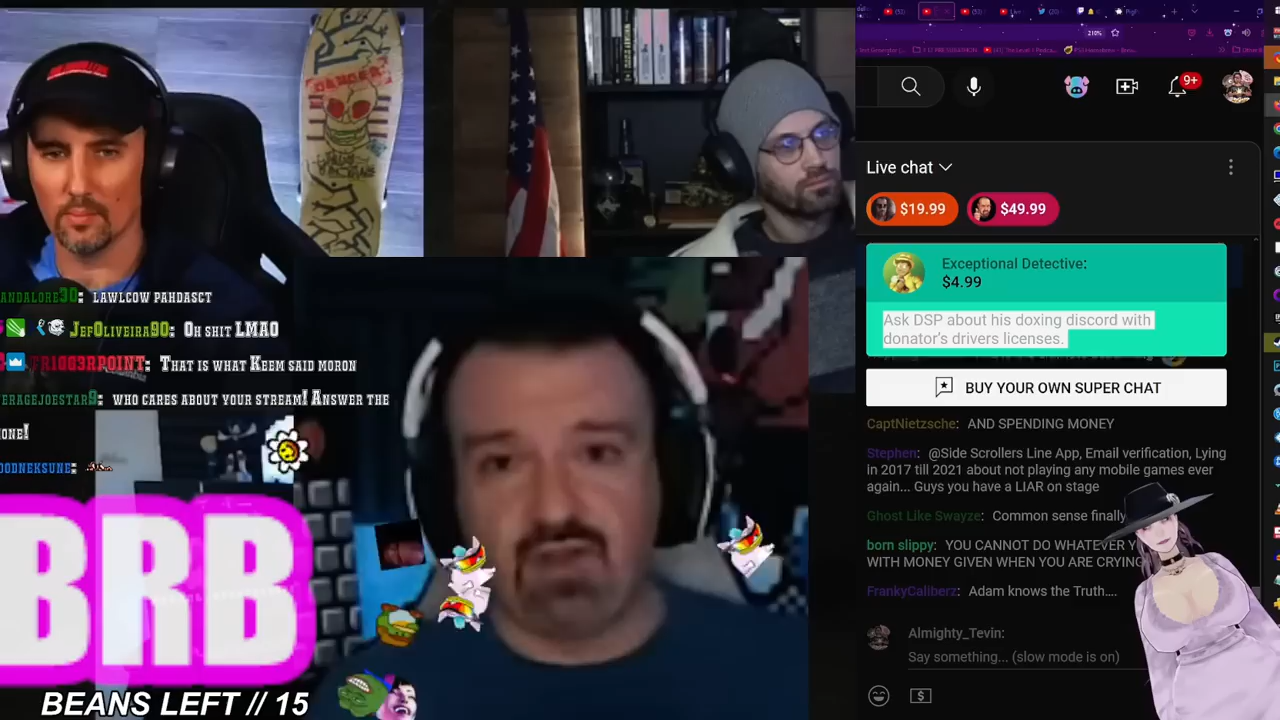 210%
9+
Live chat
$19.99
$49.99
Exceptional Detective:
$4.99
Ask DSP about his doxing discord with
donator's drivers licenses.
BUY YOUR OWN SUPER CHAT
CaptNietzsche: AND SPENDING MONEY
Stephen: @Side Scrollers Line App, Email verification, Lying
in 2017 till 2021 about not playing any mobile games ever
again... Guys you have a LIAR on stage
Ghost Like Swayze: Common sense finally
born slippy: YOU CANNOT DO WHATEVER Y
WITH MONEY GIVEN WHEN YOU ARE CRYING
FrankyCaliberz: Adam knows the Truth....
Almighty_Tevin:
Say something... (slow mode is on)
DANGER
ANDALORE30: LAWLCOW PAHDASCT
JEFOLIVEIRA90: OH SHIT LMAO
FR1GG3RPOINT: THAT IS WHAT KEEM SAID MORON
ERAGEJOESTAR9: WHO CARES ABOUT YOUR STREAM! ANSWER THE
ONE!
OODNEKSUNE:
BRB
BEANS LEFT // 15